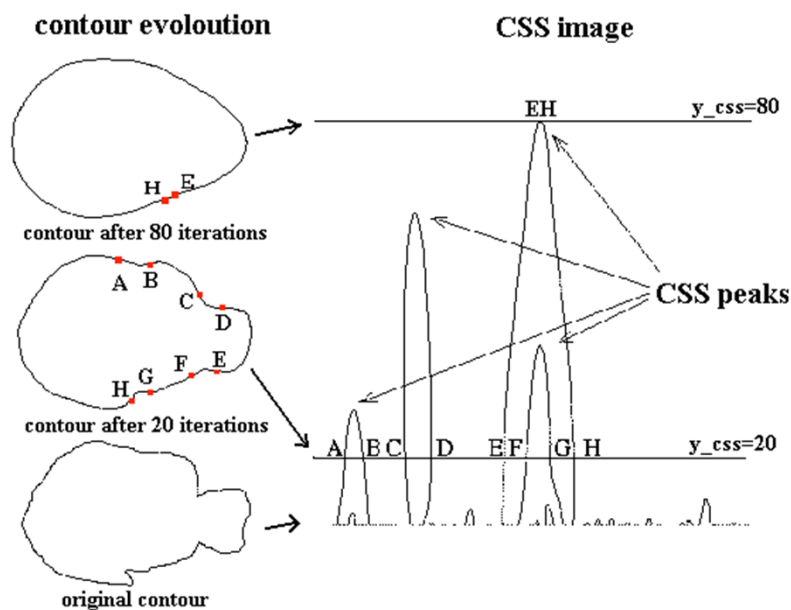 contour evoloution
CSS image
EH
y_css=80
H E
contour after 80 iterations
A B
C
D
CSS peaks
F E
G
H
contour after 20 iterations
A B C D E F G H
y_css=20
original contour